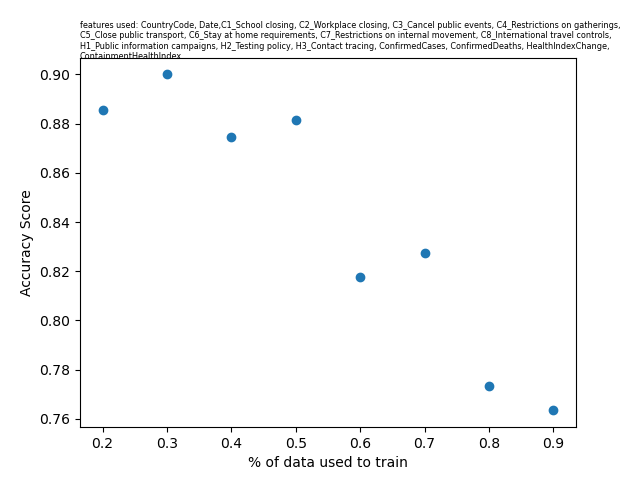 features used: CountryCode, Date,C1_School closing, C2_Workplace closing, C3_Cancel public events, C4_Restrictions on gatherings,
C5_Close public transport, C6_Stay at home requirements, C7_Restrictions on internal movement, C8_International travel controls,
H1_Public information campaigns, H2_Testing policy, H3_Contact tracing, ConfirmedCases, ConfirmedDeaths, HealthIndexChange,
ContainmentHealthIndex
0.90
0.88
0.86
0.84
0.82
0.80
0.78
0.76
Accuracy Score
0.2 0.3 0.4 0.5 0.6 0.7 0.8 0.9
% of data used to train